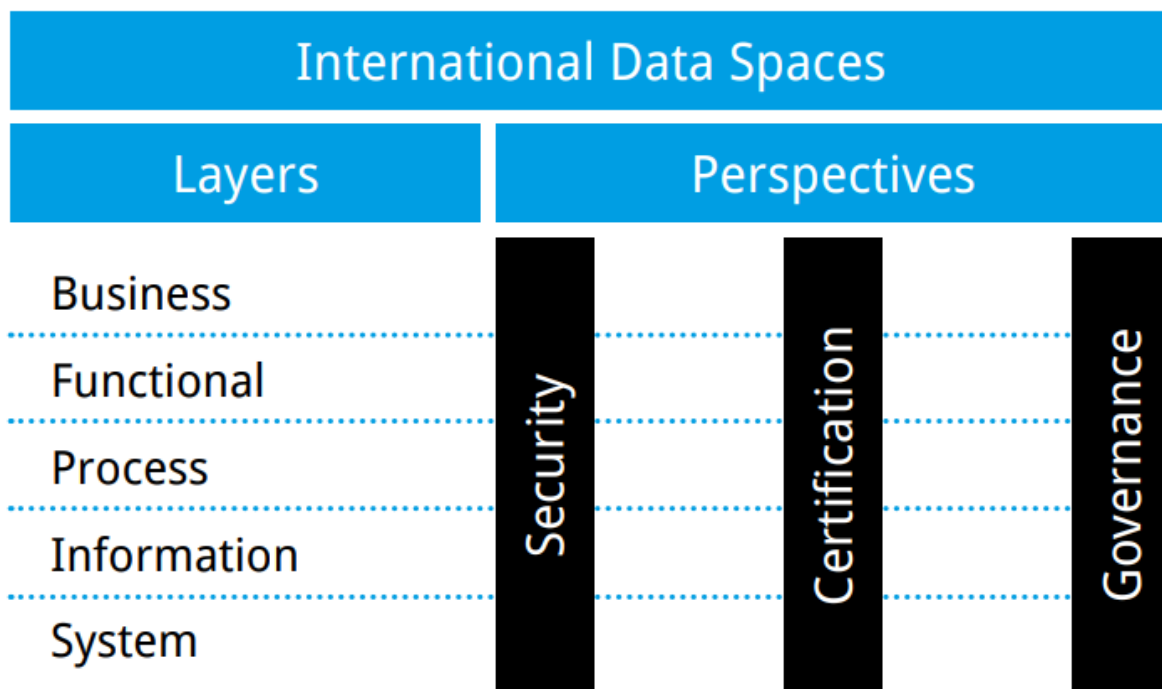 International Data Spaces
Layers
Perspectives
Business
Functional
Process
Information
System
Security
Certification
Governance